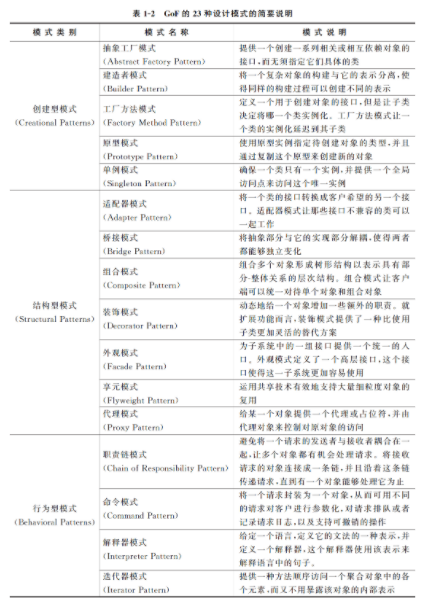 表 1-2 GoF 的 23 种设计模式的简要说明
模 式 类 别 模 式 名 称 模 式 说 明
创建型模式
(Creational Patterns)
抽象工厂模式
(Abstract Factory Pattern)
提供一个创建一系列相关或相互依赖对象的
接口,而无须指定它们具体的类
建造者模式
(Builder Pattern)
将一个复杂对象的构建与它的表示分离,使
得同样的构建过程可以创建不同的表示
工厂方法模式
(Factory Method Pattern)
定义一个用于创建对象的接口,但是让子类
决定将哪一个类实例化。工厂方法模式让一
个类的实例化延迟到其子类
原型模式
(Prototype Pattern)
使用原型实例指定待创建对象的类型,并且
通过复制这个原型来创建新的对象
单例模式
(Singleton Pattern)
确保一个类只有一个实例,并提供一个全局
访问点来访问这个唯一实例
结构型模式
(Structural Patterns)
适配器模式
(Adapter Pattern)
将一个类的接口转换成客户希望的另一个接
口。适配器模式让那些接口不兼容的类可以
一起工作
桥接模式
(Bridge Pattern)
将抽象部分与它的实现部分解耦,使得两者
都能够独立变化
组合模式
(Composite Pattern)
组合多个对象形成树形结构以表示具有部
分-整体关系的层次结构。组合模式让客户
端可以统一对待单个对象和组合对象
装饰模式
(Decorator Pattern)
动态地给一个对象增加一些额外的职责。就
扩展功能而言,装饰模式提供了一种比使用
子类更加灵活的替代方案
外观模式
(Facade Pattern)
为子系统中的一组接口提供一个统一的入
口。外观模式定义了一个高层接口,这个接
口使得这一子系统更加容易使用
享元模式
(Flyweight Pattern)
运用共享技术有效地支持大量细粒度对象的
复用
代理模式
(Proxy Pattern)
给某一个对象提供一个代理或占位符,并由
代理对象来控制对原对象的访问
行为型模式
(Behavioral Patterns)
职责链模式
(Chain of Responsibility Pattern)
避免将一个请求的发送者与接收者耦合在一
起,让多个对象都有机会处理请求。将接收
请求的对象连接成一条链,并且沿着这条链
传递请求,直到有一个对象能够处理它为止
命令模式
(Command Pattern)
将一个请求封装为一个对象,从而可用不同
的请求对客户进行参数化,对请求排队或者
记录请求日志,以及支持可撤销的操作
解释器模式
(Interpreter Pattern)
给定一个语言,定义它的文法的一种表示,并
定义一个解释器,这个解释器使用该表示来
解释语言中的句子。
迭代器模式
(Iterator Pattern)
提供一种方法顺序访问一个聚合对象中的各
个元素,而又不用暴露该对象的内部表示